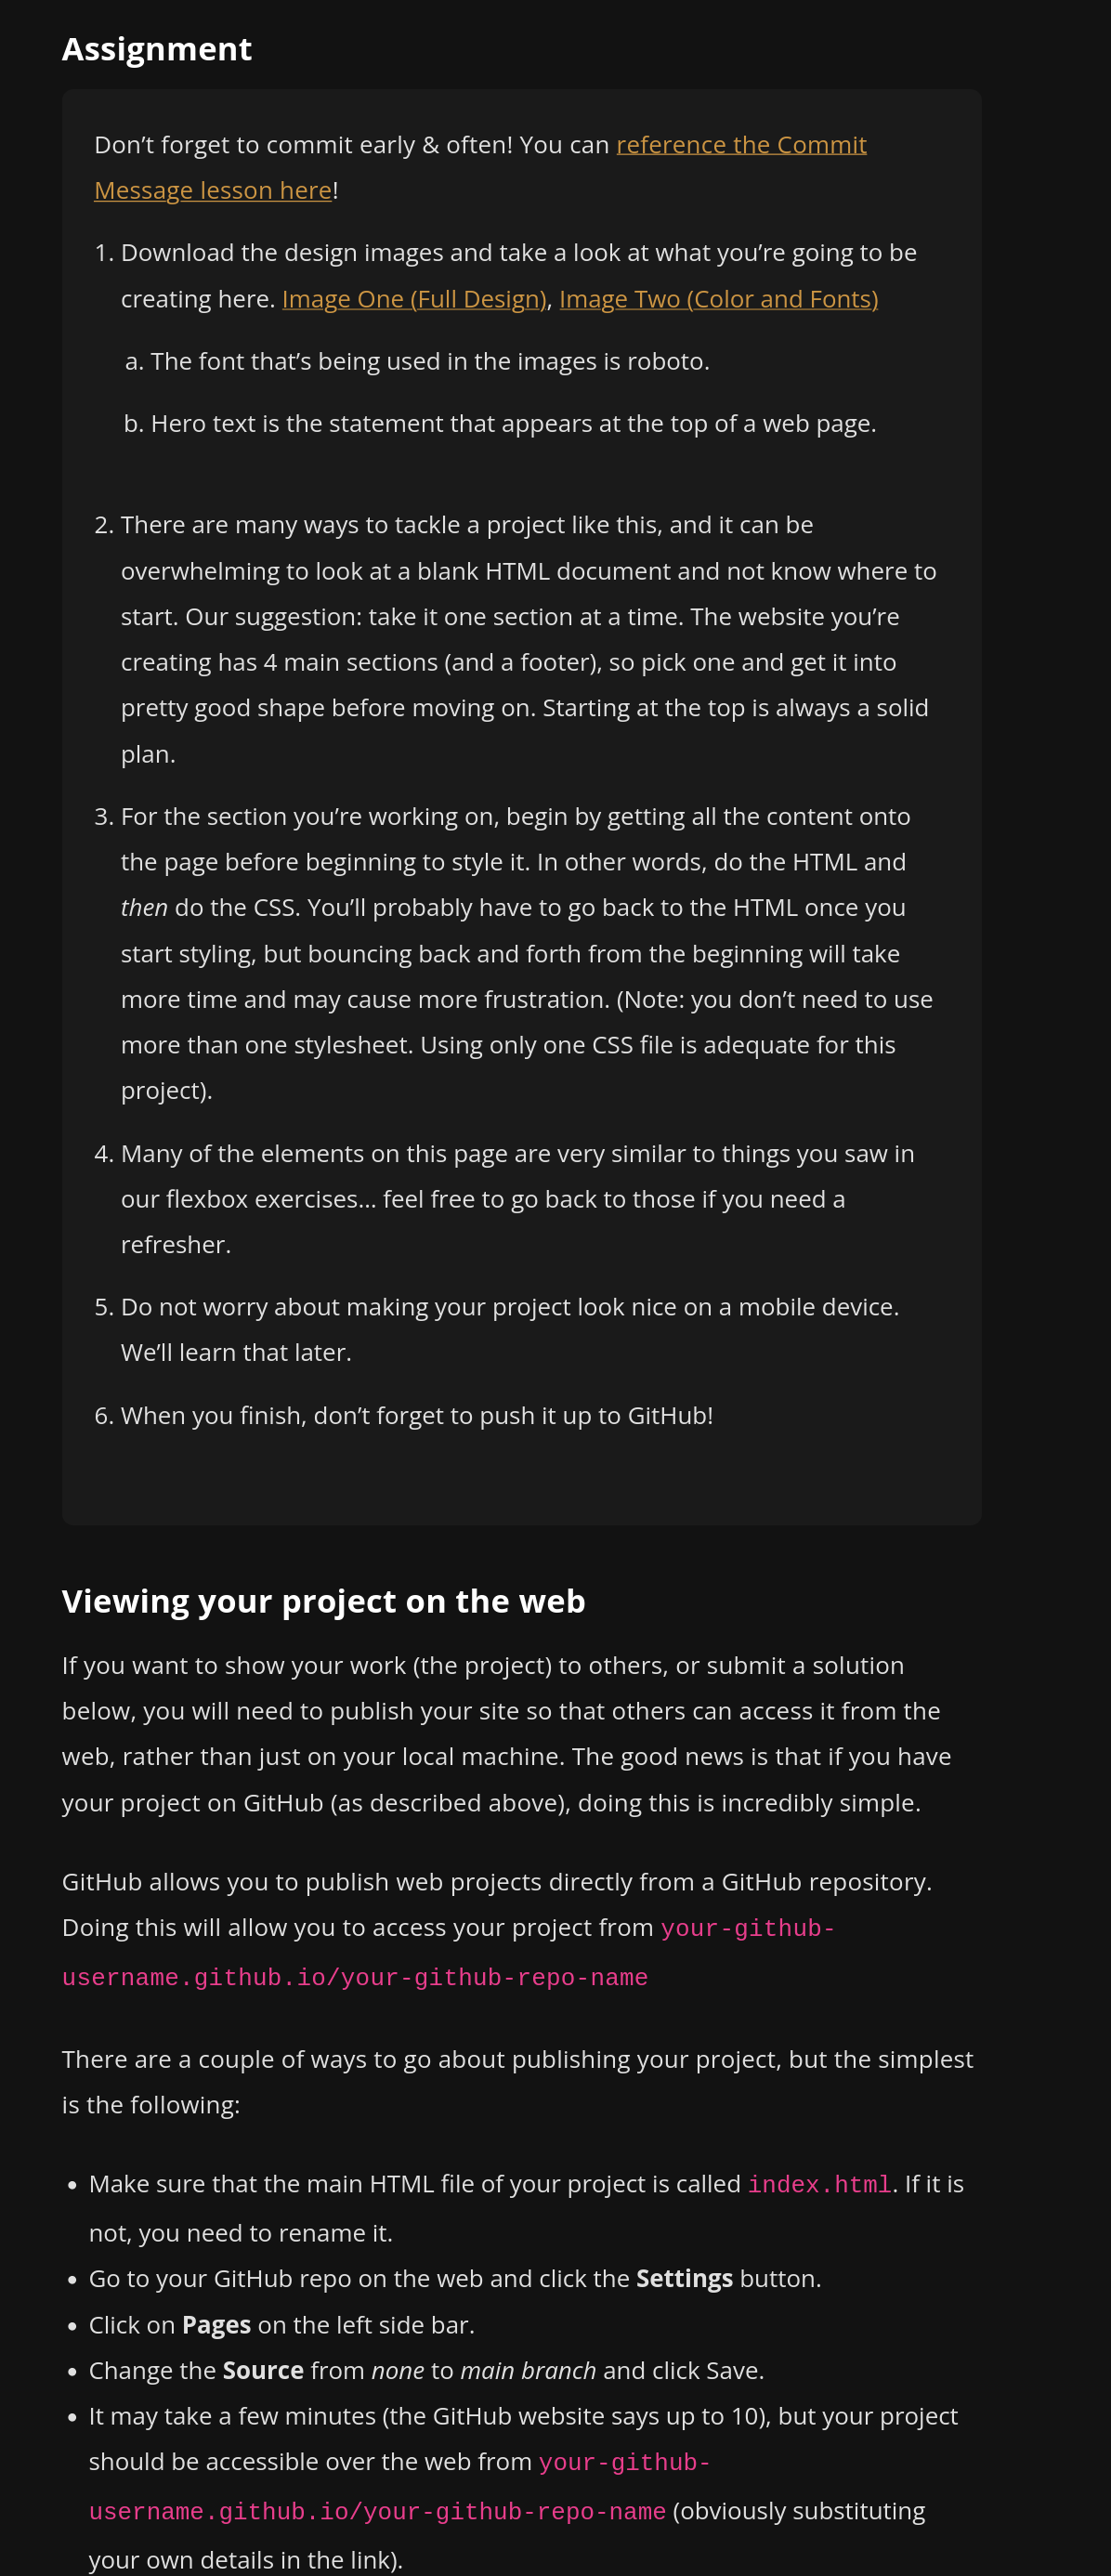 Assignment
Don’t forget to commit early & often! You can reference the Commit
Message lesson here!
1. Download the design images and take a look at what you’re going to be
creating here. Image One (Full Design), Image Two (Color and Fonts)
a. The font that’s being used in the images is roboto.
b. Hero text is the statement that appears at the top of a web page.
2. There are many ways to tackle a project like this, and it can be
overwhelming to look at a blank HTML document and not know where to
start. Our suggestion: take it one section at a time. The website you’re
creating has 4 main sections (and a footer), so pick one and get it into
pretty good shape before moving on. Starting at the top is always a solid
plan.
3. For the section you’re working on, begin by getting all the content onto
the page before beginning to style it. In other words, do the HTML and
then do the CSS. You’ll probably have to go back to the HTML once you
start styling, but bouncing back and forth from the beginning will take
more time and may cause more frustration. (Note: you don’t need to use
more than one stylesheet. Using only one CSS file is adequate for this
project).
4. Many of the elements on this page are very similar to things you saw in
our flexbox exercises… feel free to go back to those if you need a
refresher.
5. Do not worry about making your project look nice on a mobile device.
We’ll learn that later.
6. When you finish, don’t forget to push it up to GitHub!
Viewing your project on the web
If you want to show your work (the project) to others, or submit a solution
below, you will need to publish your site so that others can access it from the
web, rather than just on your local machine. The good news is that if you have
your project on GitHub (as described above), doing this is incredibly simple.
GitHub allows you to publish web projects directly from a GitHub repository.
Doing this will allow you to access your project from your-github-
username.github.io/your-github-repo-name
There are a couple of ways to go about publishing your project, but the simplest
is the following:
• Make sure that the main HTML file of your project is called index.html. If it is
not, you need to rename it.
• Go to your GitHub repo on the web and click the Settings button.
• Click on Pages on the left side bar.
• Change the Source from none to main branch and click Save.
• It may take a few minutes (the GitHub website says up to 10), but your project
should be accessible over the web from your-github-
username.github.io/your-github-repo-name (obviously substituting
your own details in the link).